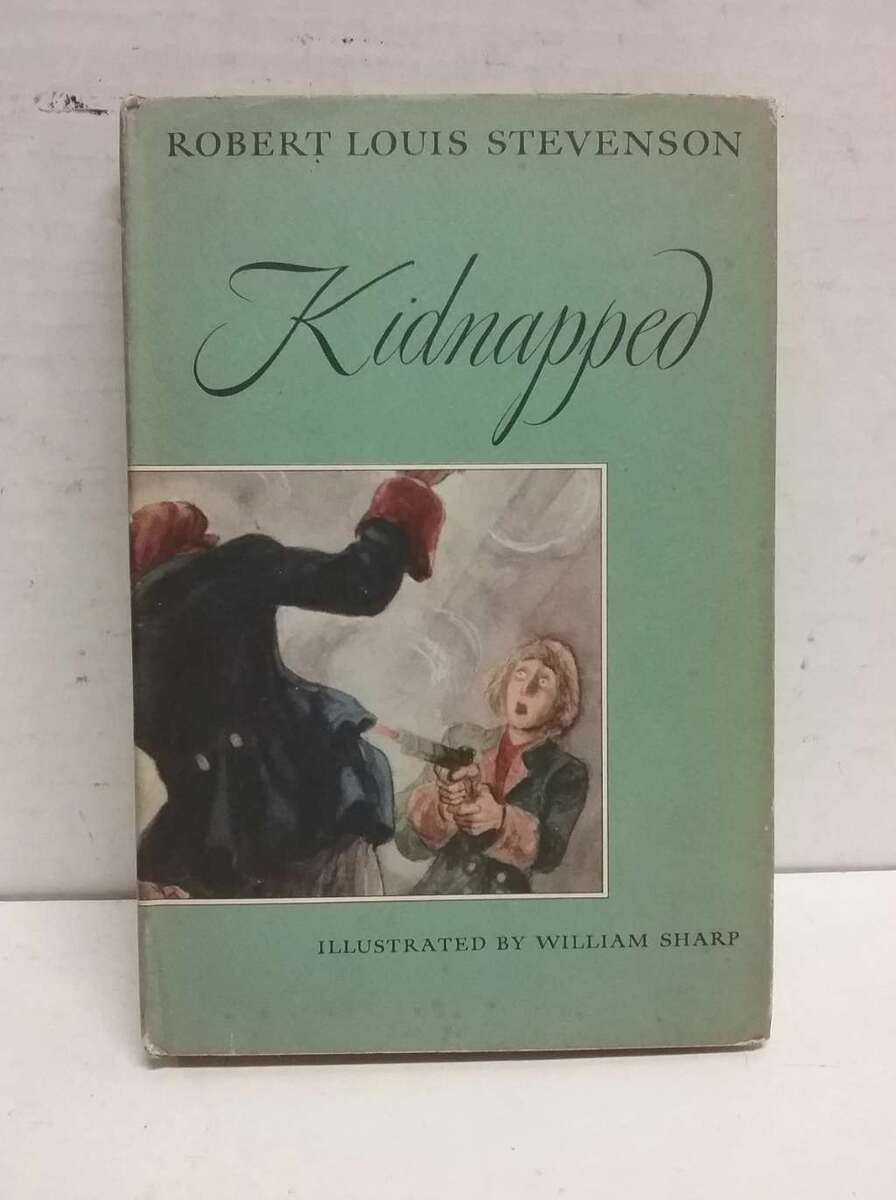 ROBERT LOUIS STEVENSON
Kidnapped
ILLUSTRATED BY WILLIAM SHARP